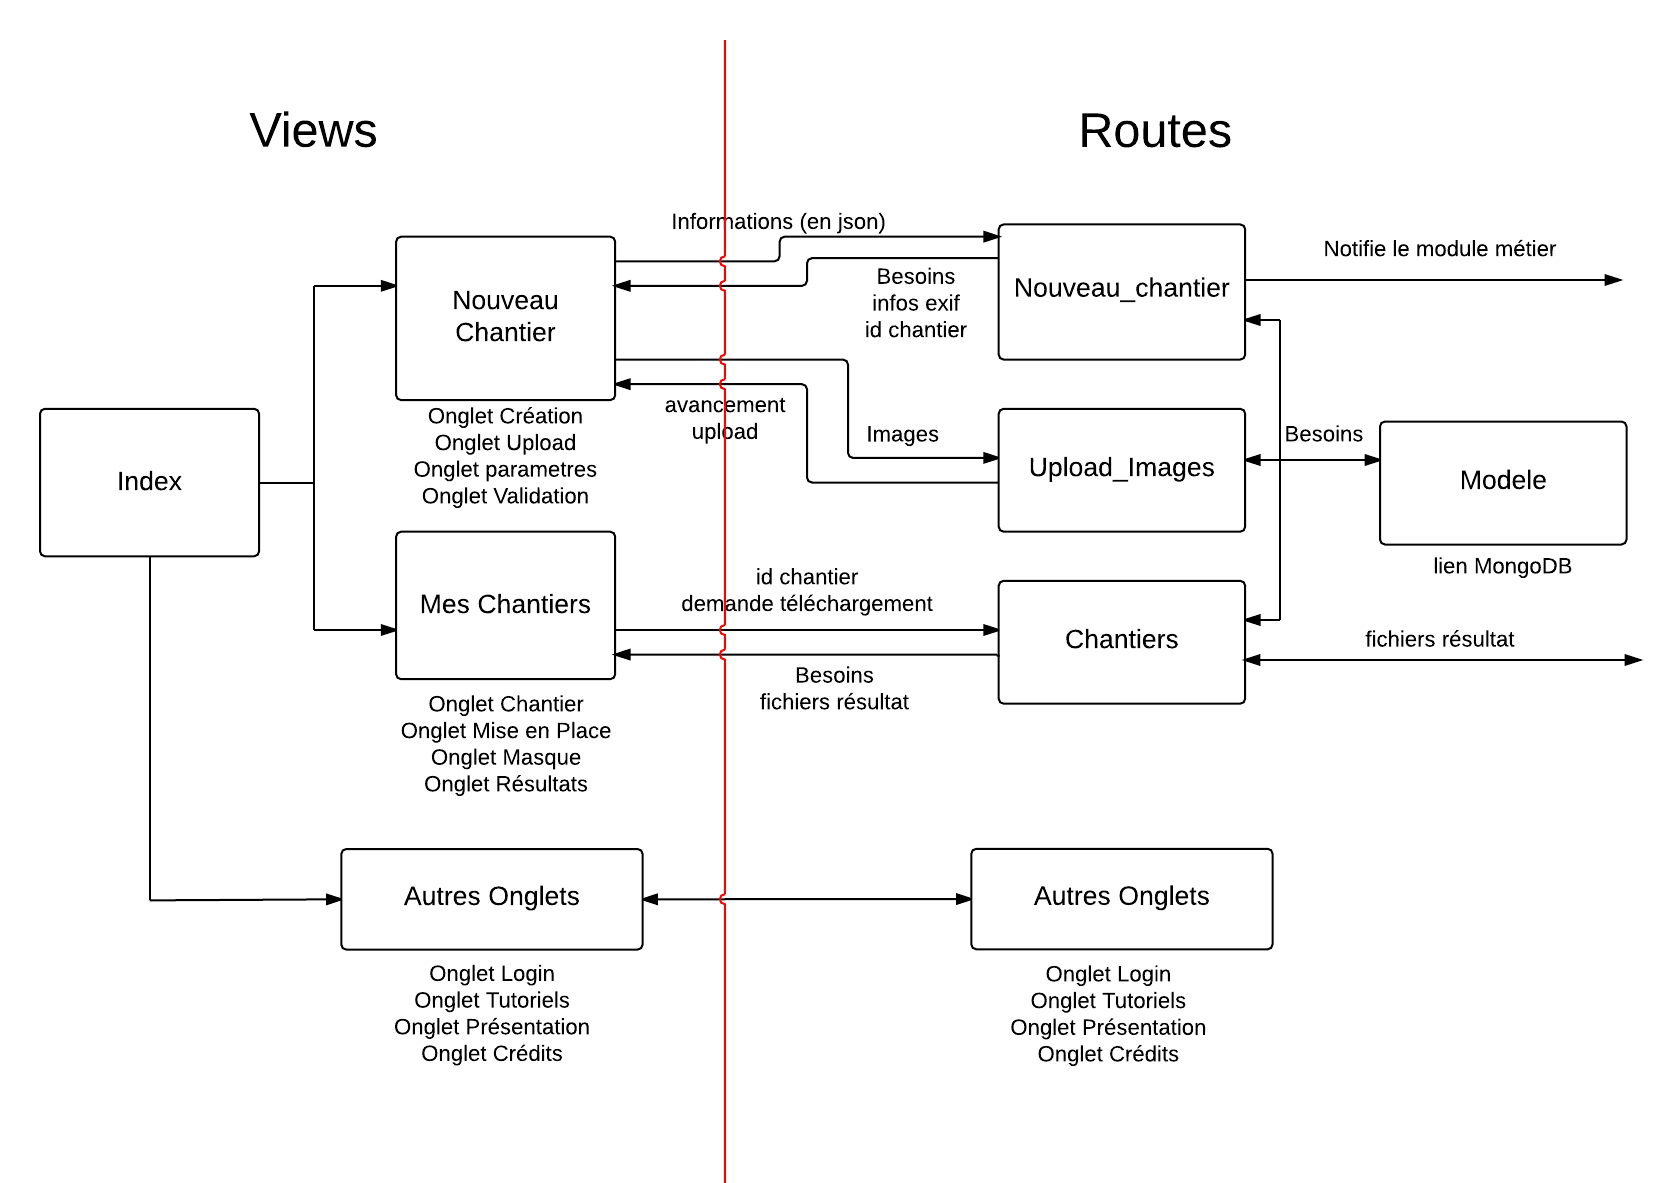 Views
Routes
Informations (en json)
Besoins
infos exif
id chantier
Notifie le module métier
Nouveau
Chantier
Nouveau_chantier
Onglet Création
Onglet Upload
Onglet parametres
Onglet Validation
avancement
upload
Images
Upload_Images
Besoins
Modele
lien MongoDB
Index
Mes Chantiers
id chantier
demande téléchargement
Besoins
fichiers résultat
Chantiers
fichiers résultat
Onglet Chantier
Onglet Mise en Place
Onglet Masque
Onglet Résultats
Autres Onglets
Onglet Login
Onglet Tutoriels
Onglet Présentation
Onglet Crédits
Autres Onglets
Onglet Login
Onglet Tutoriels
Onglet Présentation
Onglet Crédits